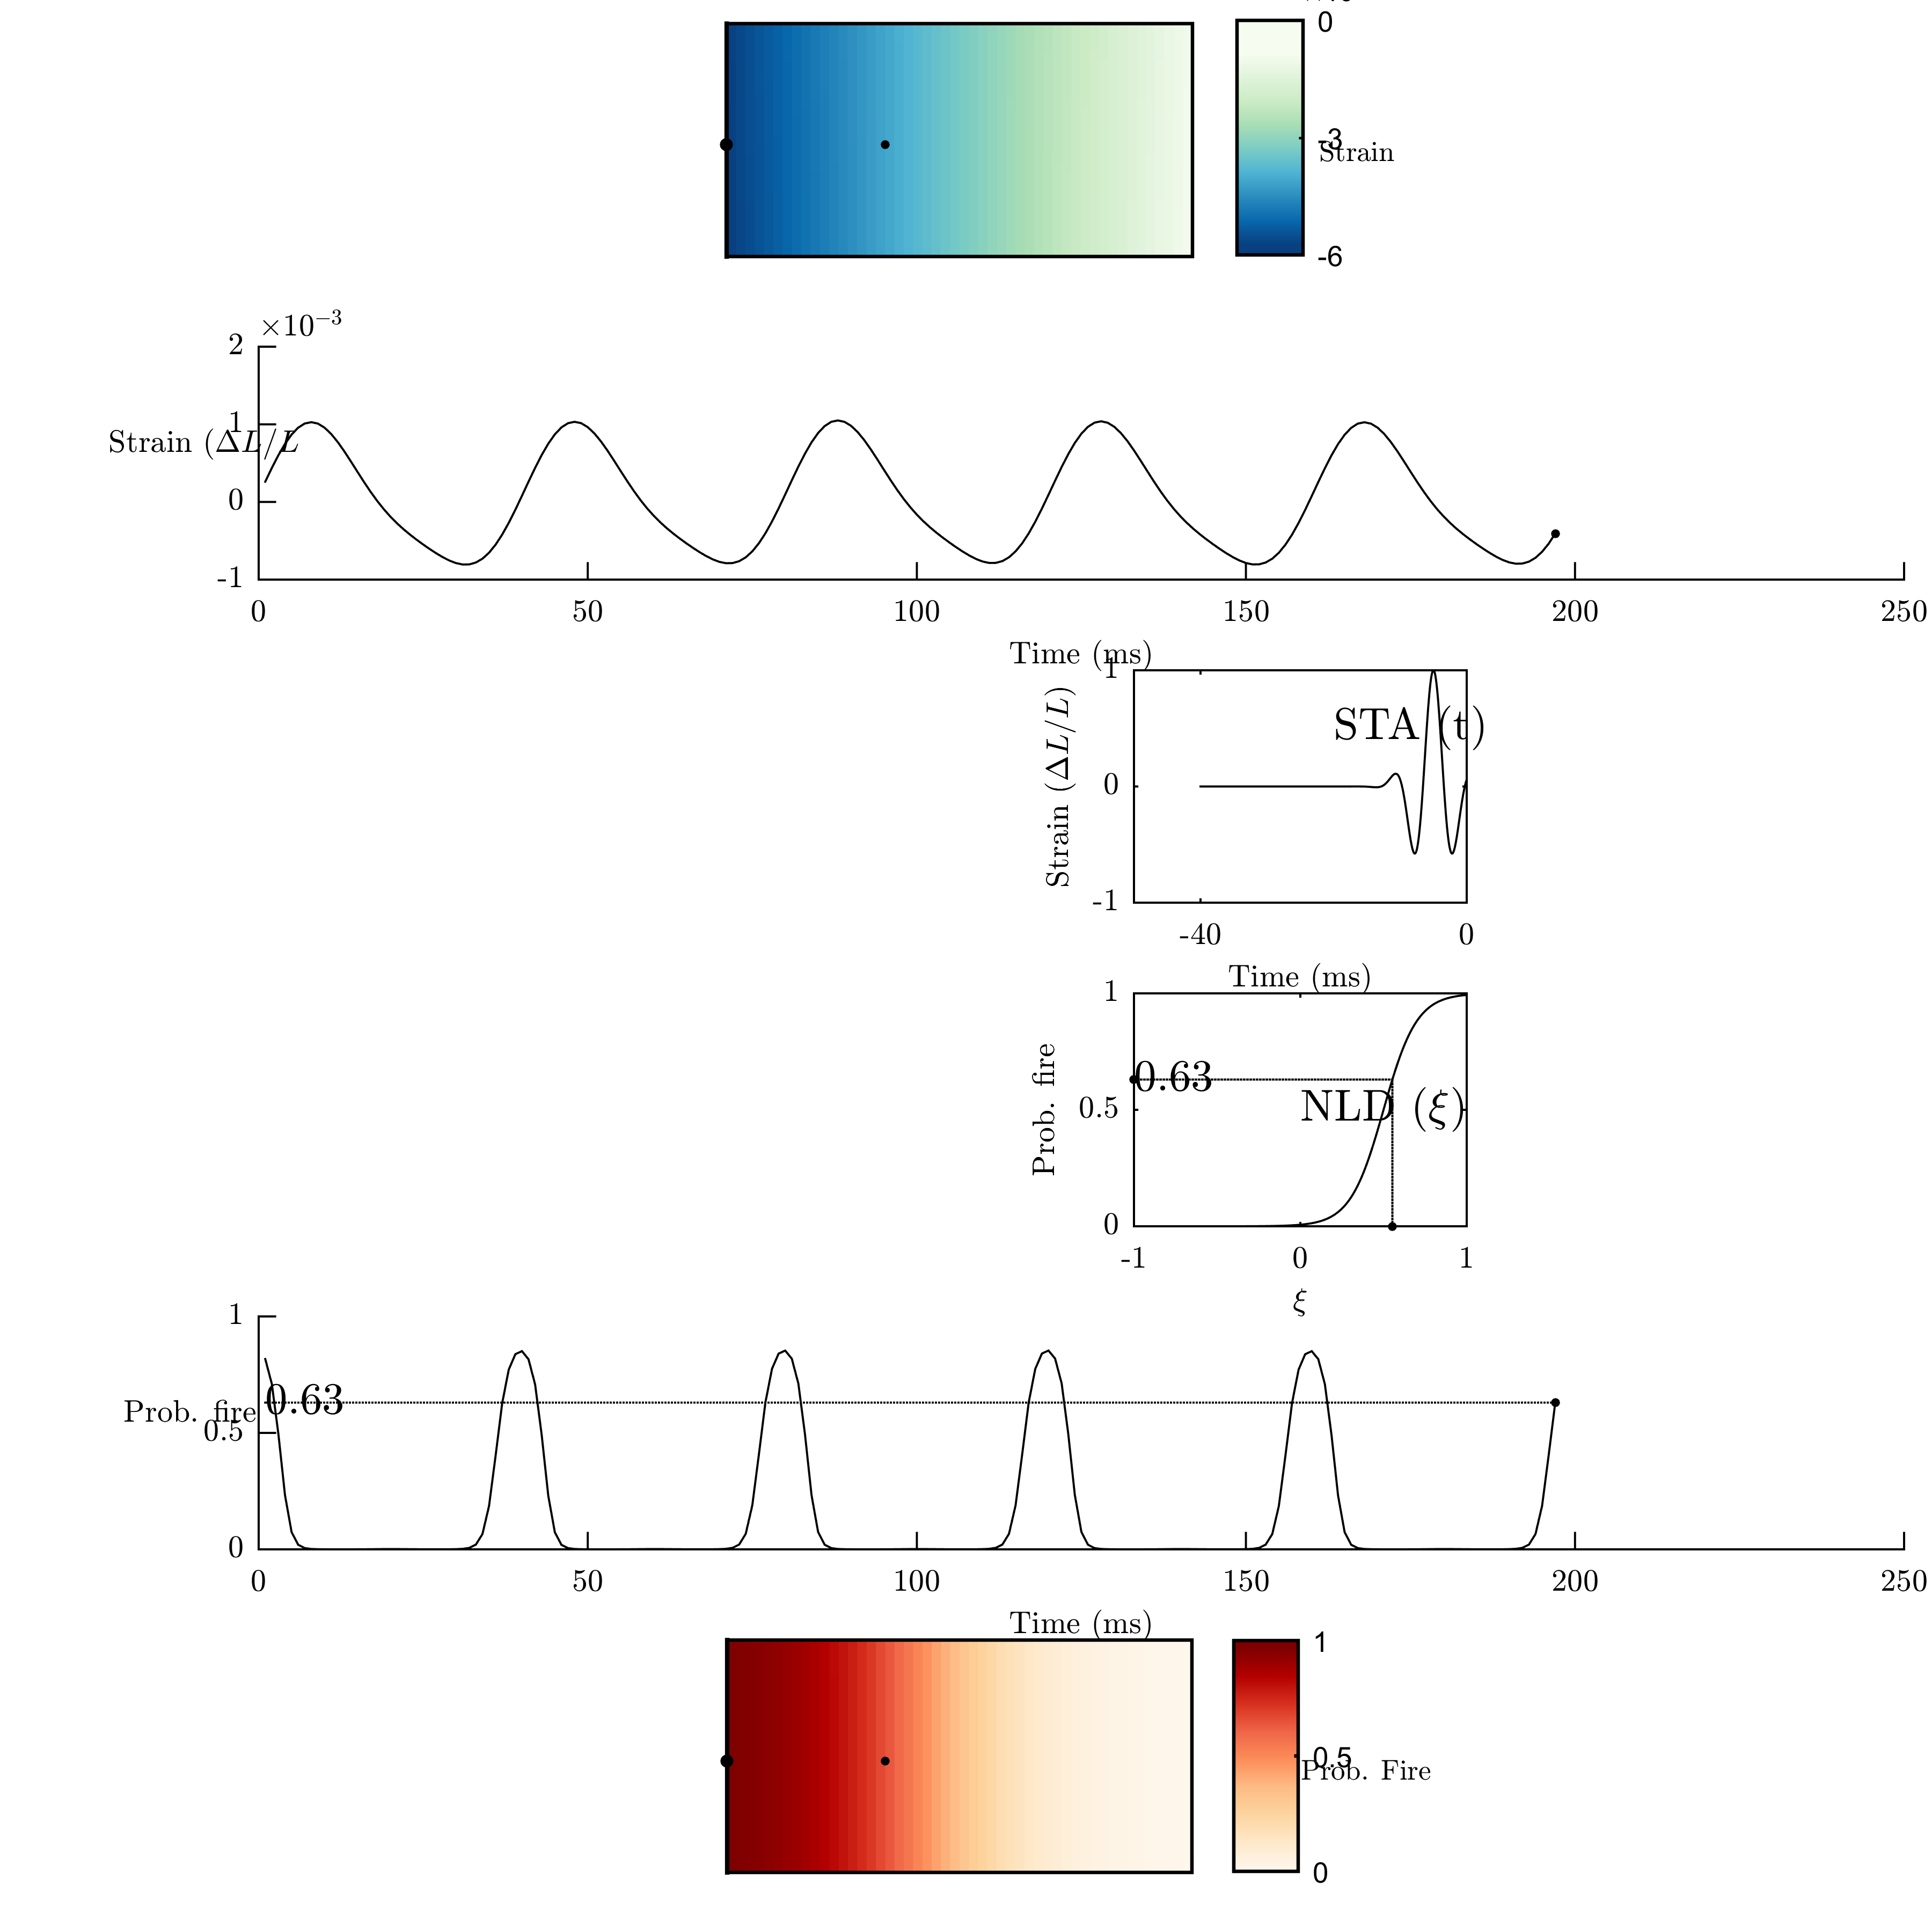 0
-3
Strain
-6
×10⁻³
2
1
Strain (ΔL/L
0
-1
0 50 100 150 200 250
Time (ms)
1
STA (t)
Strain (ΔL/L)
0
-1
-40 0
Time (ms)
1
0.63
Prob. fire
0.5
NLD (ξ)
0
-1 0 1
ξ
1
0.63
Prob. fire
0.5
0
0 50 100 150 200 250
Time (ms)
1
0.5
Prob. Fire
0